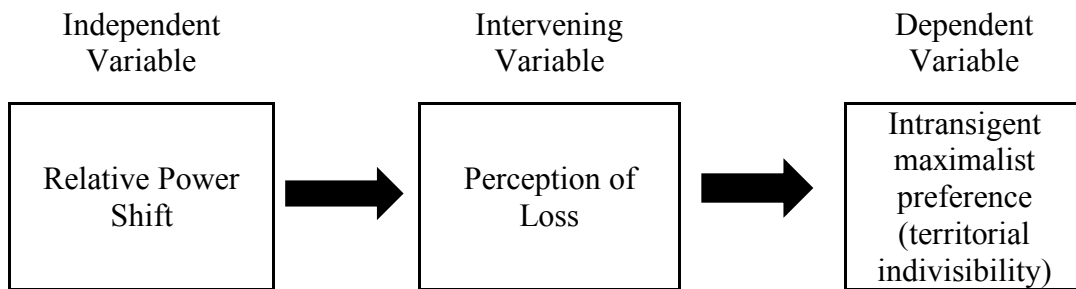 Independent
Variable
Intervening
Variable
Dependent
Variable
Relative Power
Shift
Perception of
Loss
Intransigent
maximalist
preference
(territorial
indivisibility)